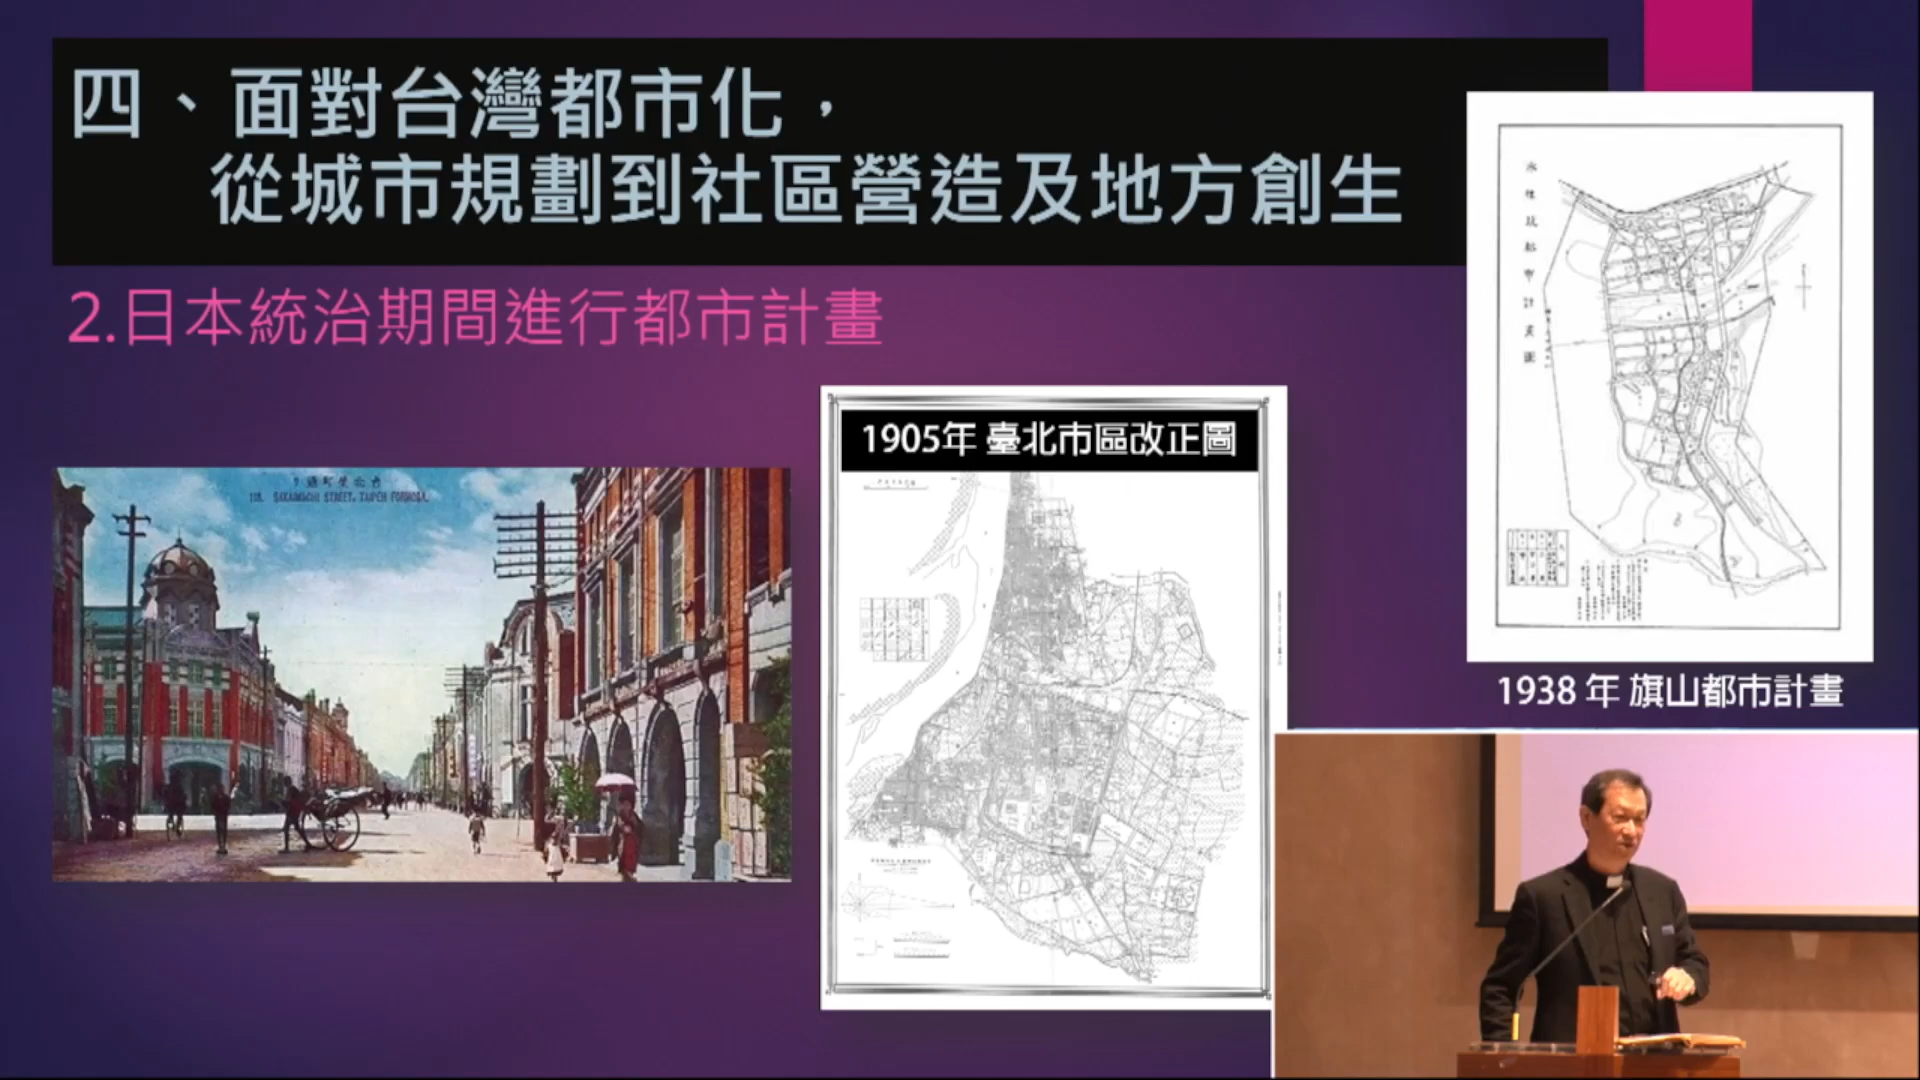 四、面對台灣都市化，
從城市規劃到社區營造及地方創生
2.日本統治期間進行都市計畫
118. SAKAIMACHI STREET, TAIPEH FORMOSA.
1905年 臺北市區改正圖
1938 年 旗山都市計畫